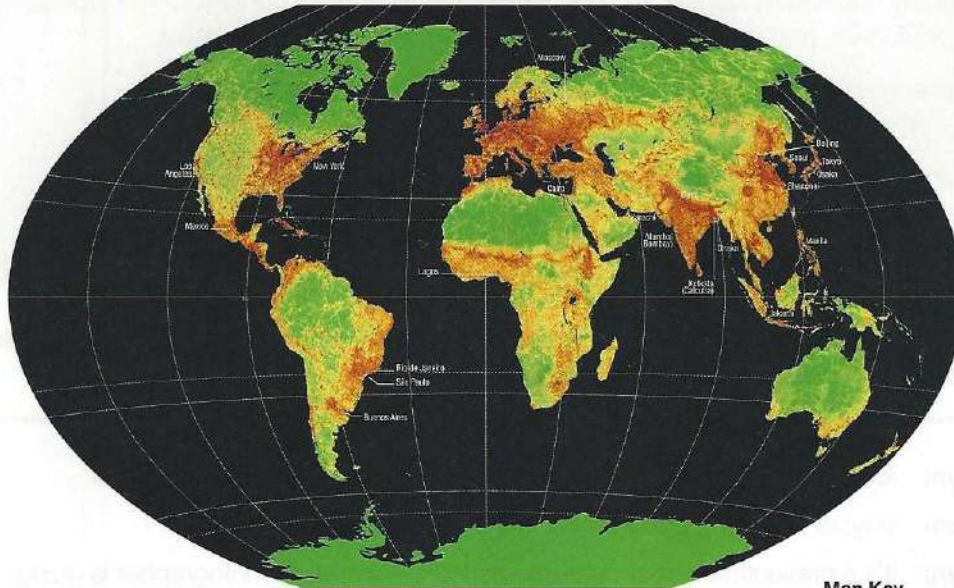 Moscow
Los
Angeles
New York
Mexico
Cairo
Karachi
Mumbai
(Bombay)
Dhaka
Kolkata
(Calcutta)
Beijing
Seoul
Tokyo
Osaka
Shanghai
Manila
Jakarta
Lagos
Rio de Janeiro
São Paulo
Buenos Aires
Map Key